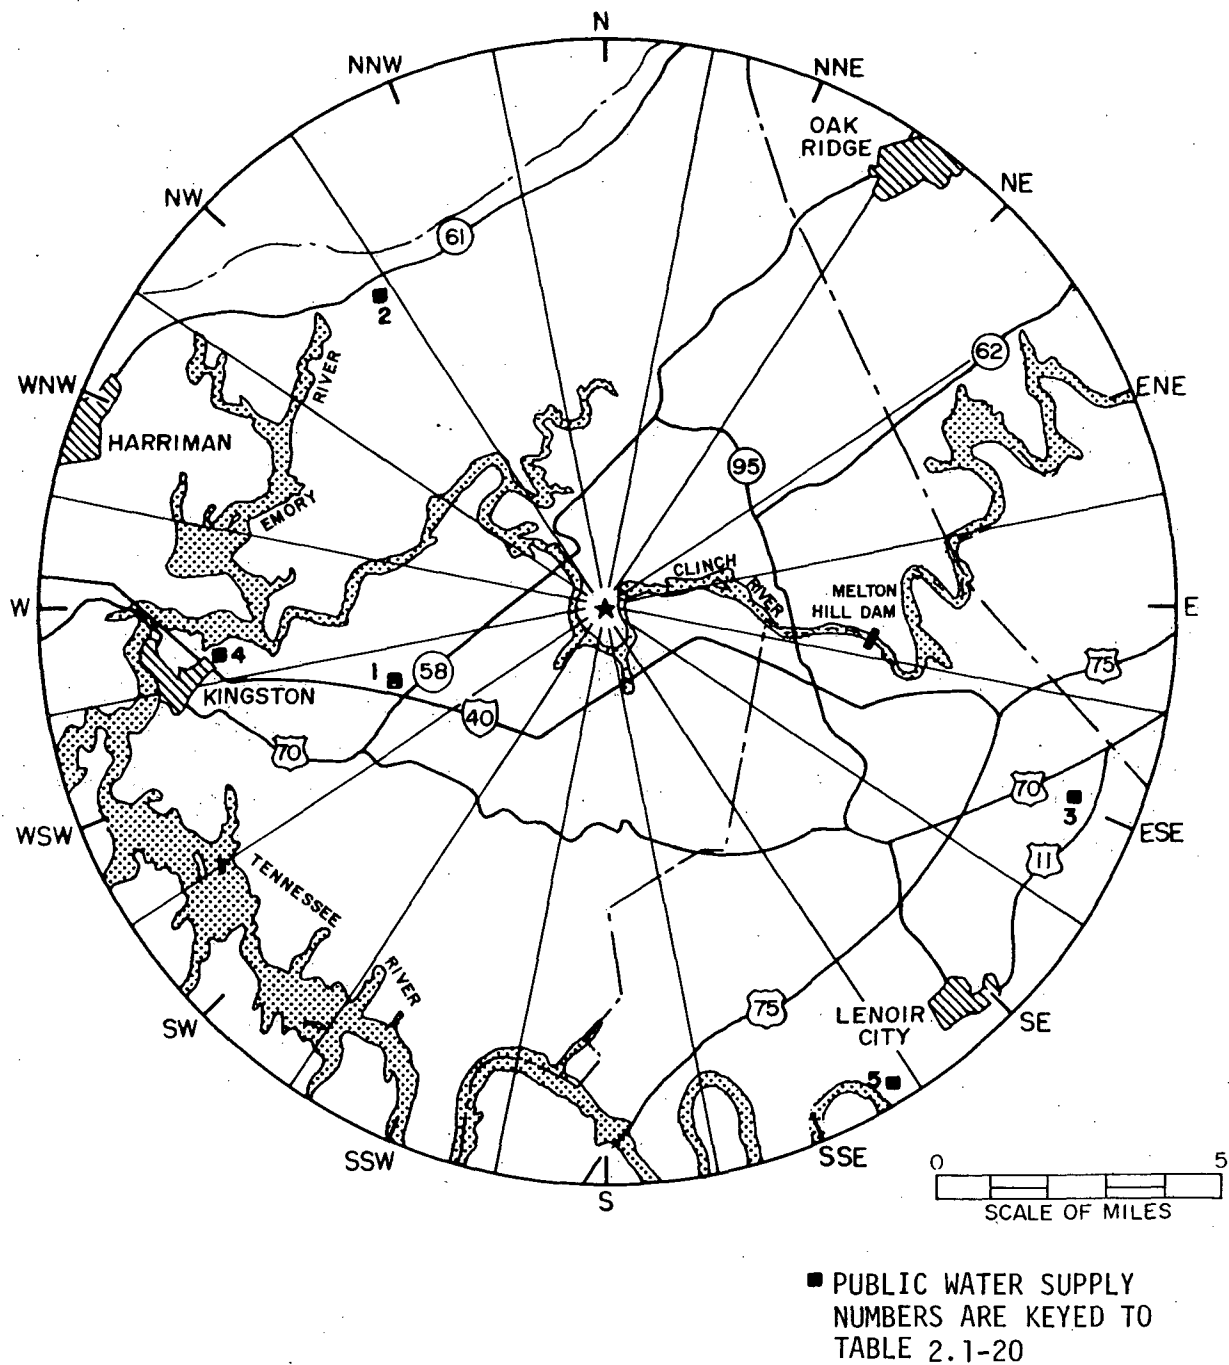 N
NNW
NNE
OAK
RIDGE
NW
NE
61
2
62
WNW
ENE
RIVER
HARRIMAN
95
EMORY
CLINCH
RIVER
MELTON
HILL DAM
W
E
4
1
58
75
KINGSTON
40
70
70
3
WSW
ESE
11
TENNESSEE
RIVER
75
LENOIR
CITY
SW
SE
5
SSW
SSE
S
0 5
SCALE OF MILES
PUBLIC WATER SUPPLY
NUMBERS ARE KEYED TO
TABLE 2.1-20